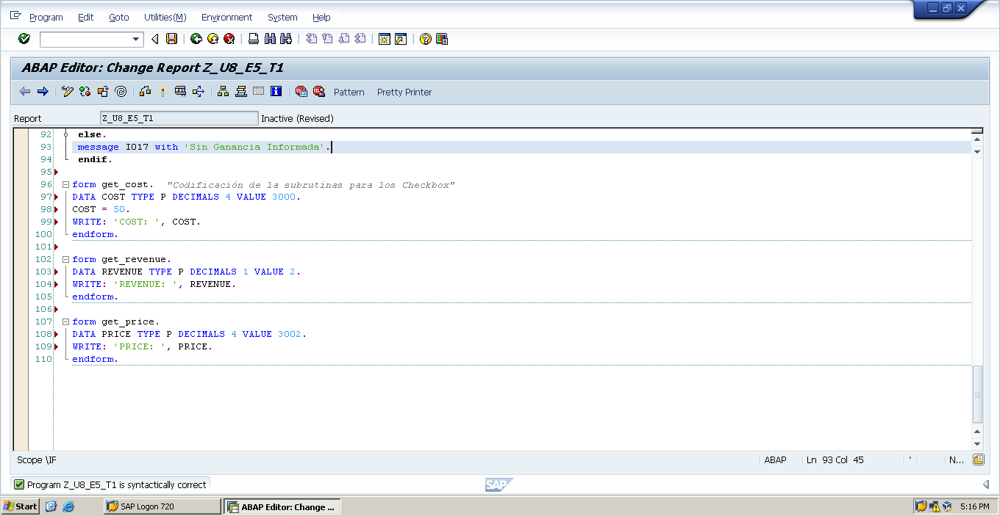 Program Edit Goto Utilities(M) Environment System Help
ABAP Editor: Change Report Z_U8_E5_T1
Pattern Pretty Printer
Report Z_U8_E5_T1 Inactive (Revised)
92 else.
93 message I017 with 'Sin Ganancia Informada'.
94 endif.
95
96 form get_cost. "Codificación de la subrutinas para los Checkbox"
97 DATA COST TYPE P DECIMALS 4 VALUE 3000.
98 COST = 50.
99 WRITE: 'COST: ', COST.
100 endform.
101
102 form get_revenue.
103 DATA REVENUE TYPE P DECIMALS 1 VALUE 2.
104 WRITE: 'REVENUE: ', REVENUE.
105 endform.
106
107 form get_price.
108 DATA PRICE TYPE P DECIMALS 4 VALUE 3002.
109 WRITE: 'PRICE: ', PRICE.
110 endform.
Scope \IF ABAP Ln 93 Col 45 N...
Program Z_U8_E5_T1 is syntactically correct SAP
Start SAP Logon 720 ABAP Editor: Change ... 5:16 PM